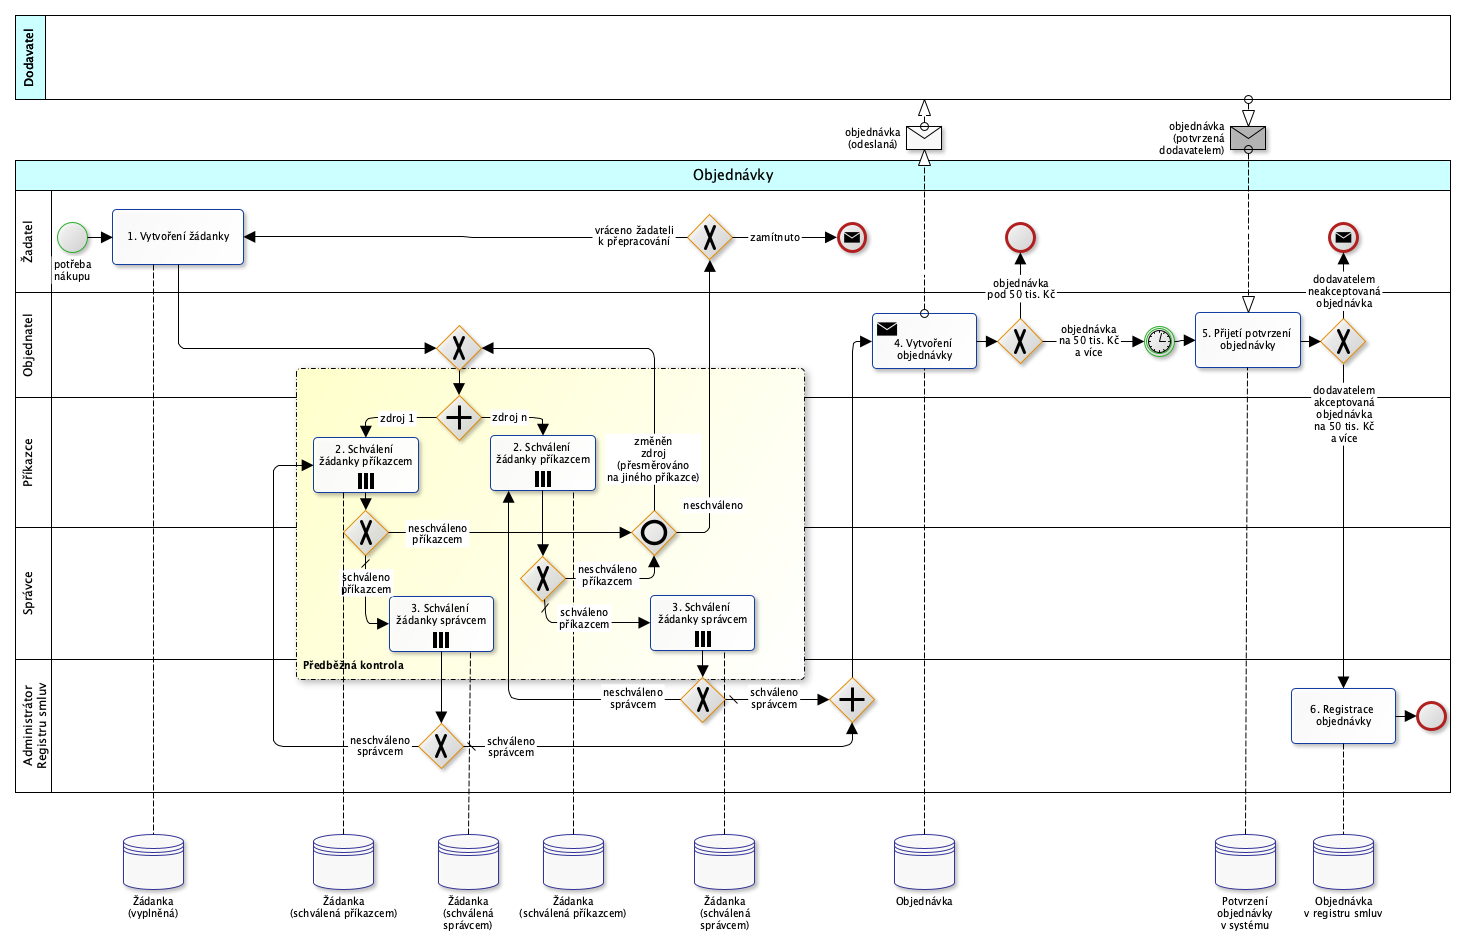 Dodavatel
objednávka
(odeslaná)
objednávka
(potvrzená
dodavatelem)
Objednávky
Žadatel
potřeba
nákupu
1. Vytvoření žádanky
vráceno žadateli
k přepracování
zamítnuto
objednávka
pod 50 tis. Kč
dodavatelem
neakceptovaná
objednávka
Objednatel
4. Vytvoření
objednávky
objednávka
na 50 tis. Kč
a více
5. Přijetí potvrzení
objednávky
dodavatelem
akceptovaná
objednávka
na 50 tis. Kč
a více
Příkazce
zdroj 1
zdroj n
2. Schválení
žádanky příkazcem
2. Schválení
žádanky příkazcem
změněn
zdroj
(přesměrováno
na jiného příkazce)
neschváleno
neschváleno
příkazcem
Správce
schváleno
příkazcem
neschváleno
příkazcem
schváleno
příkazcem
3. Schválení
žádanky správcem
3. Schválení
žádanky správcem
Předběžná kontrola
Administrátor
Registru smluv
neschváleno
správcem
schváleno
správcem
neschváleno
správcem
schváleno
správcem
6. Registrace
objednávky
Žádanka
(vyplněná)
Žádanka
(schválená příkazcem)
Žádanka
(schválená
správcem)
Žádanka
(schválená příkazcem)
Žádanka
(schválená
správcem)
Objednávka
Potvrzení
objednávky
v systému
Objednávka
v registru smluv